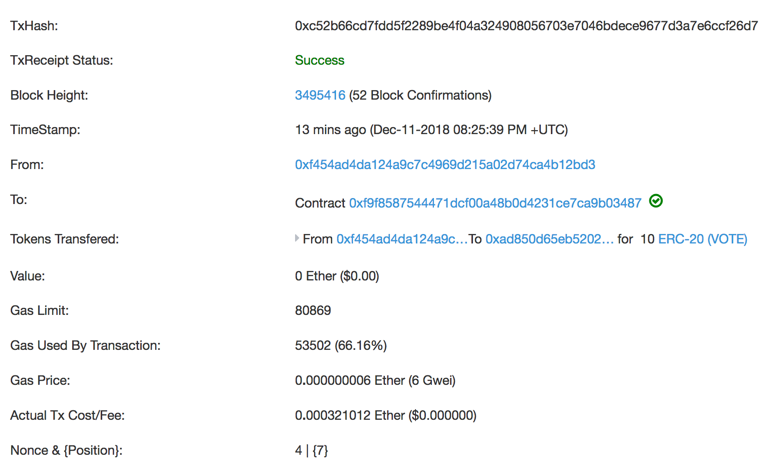 TxHash: 0xc52b66cd7fdd5f2289be4f04a324908056703e7046bdece9677d3a7e6ccf26d7
TxReceipt Status: Success
Block Height: 3495416 (52 Block Confirmations)
TimeStamp: 13 mins ago (Dec-11-2018 08:25:39 PM +UTC)
From: 0xf454ad4da124a9c7c4969d215a02d74ca4b12bd3
To: Contract 0xf9f8587544471dcf00a48b0d4231ce7ca9b03487
Tokens Transfered: From 0xf454ad4da124a9c...To 0xad850d65eb5202... for 10 ERC-20 (VOTE)
Value: 0 Ether ($0.00)
Gas Limit: 80869
Gas Used By Transaction: 53502 (66.16%)
Gas Price: 0.000000006 Ether (6 Gwei)
Actual Tx Cost/Fee: 0.000321012 Ether ($0.000000)
Nonce & {Position}: 4 | {7}